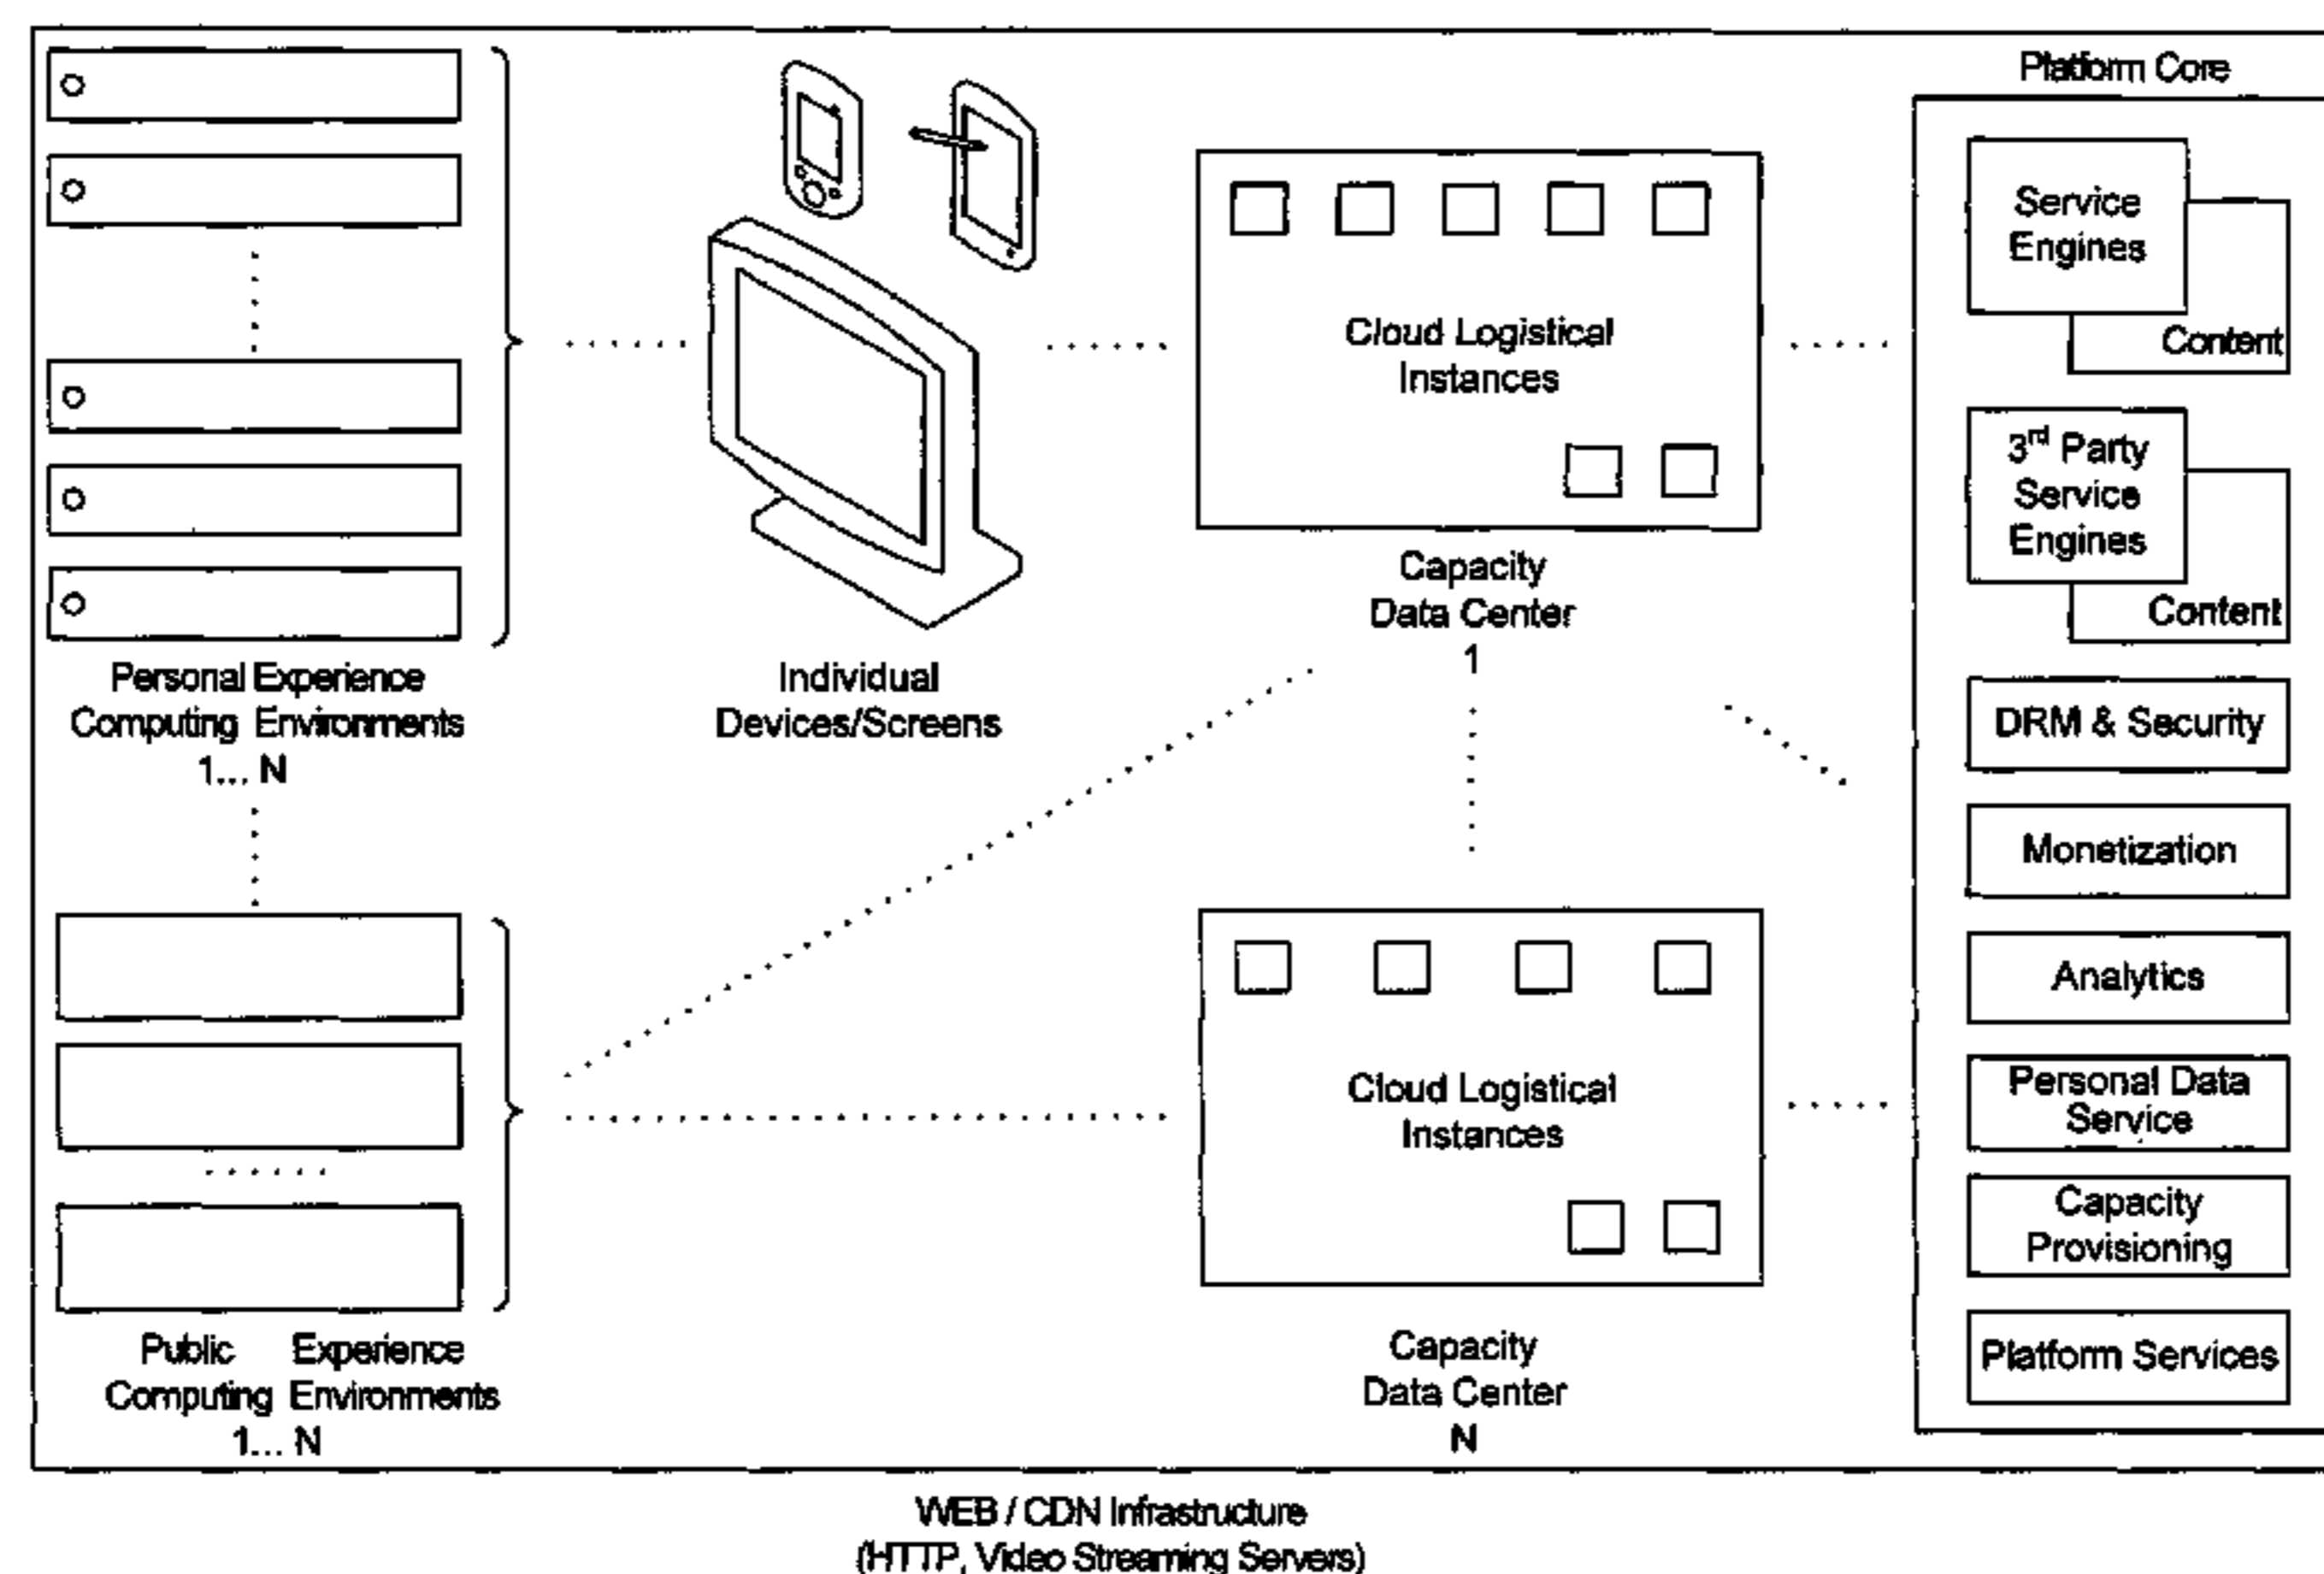 Platform Core
Service
Engines
Content
3rd Party
Service
Engines
Content
DRM & Security
Monetization
Analytics
Personal Data
Service
Capacity
Provisioning
Platform Services
Cloud Logistical
Instances
Capacity
Data Center
1
Personal Experience
Computing Environments
1... N
Individual
Devices/Screens
Cloud Logistical
Instances
Capacity
Data Center
N
Public Experience
Computing Environments
1... N
WEB / CDN Infrastructure
(HTTP, Video Streaming Servers)